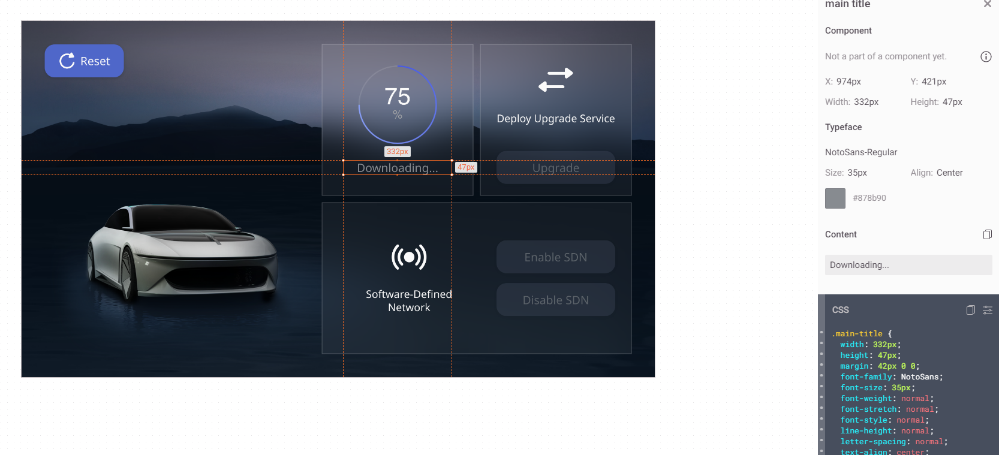 Reset
75
%
332px
Downloading...
47px
Deploy Upgrade Service
Upgrade
Software-Defined
Network
Enable SDN
Disable SDN
main title
Component
Not a part of a component yet.
X: 974px Y: 421px
Width: 332px Height: 47px
Typeface
NotoSans-Regular
Size: 35px Align: Center
#878b90
Content
Downloading...
CSS
.main-title {
width: 332px;
height: 47px;
margin: 42px 0 0;
font-family: NotoSans;
font-size: 35px;
font-weight: normal;
font-stretch: normal;
font-style: normal;
line-height: normal;
letter-spacing: normal;
text-align: center;